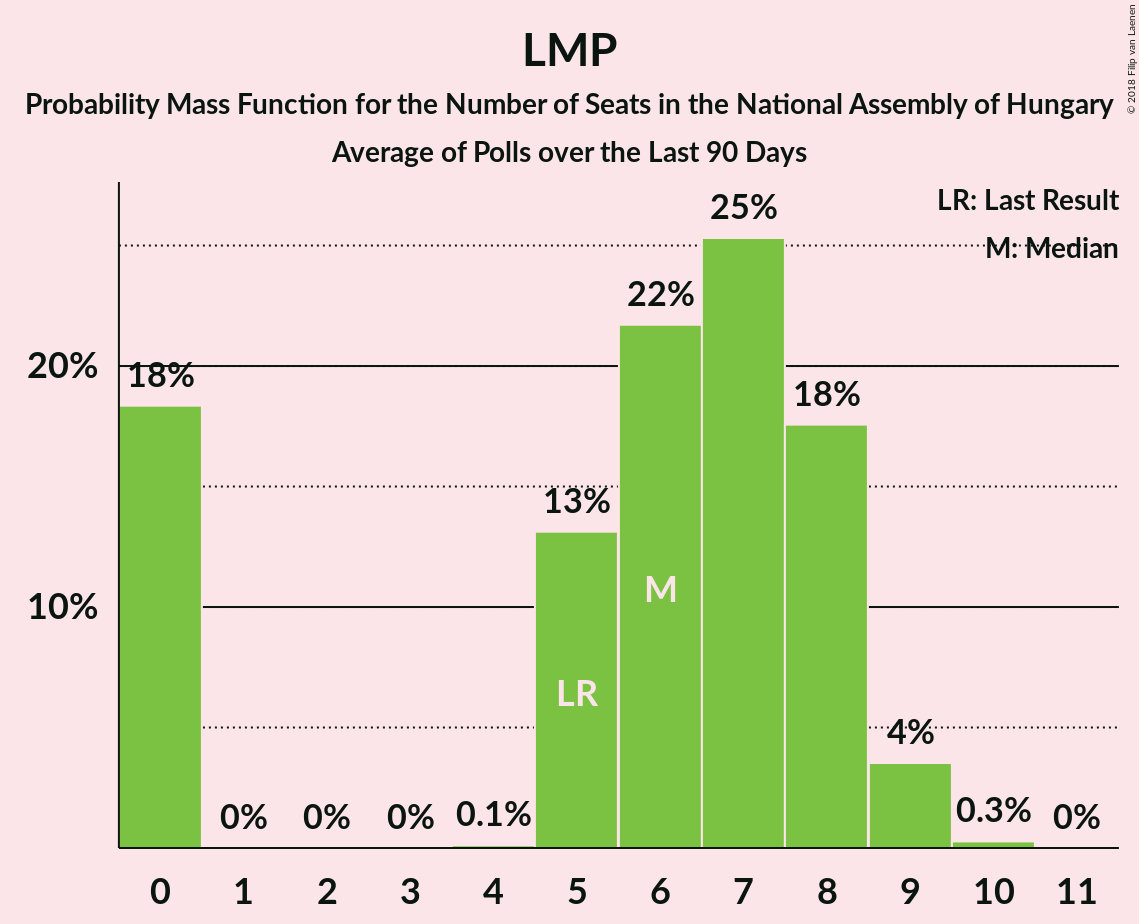 LMP
Probability Mass Function for the Number of Seats in the National Assembly of Hungary
Average of Polls over the Last 90 Days
© 2018 Filip van Laenen
LR: Last Result
M: Median
25%
22%
20%
18%
18%
13%
10%
M
LR
4%
0%
0%
0%
0.1%
0.3%
0%
0 1 2 3 4 5 6 7 8 9 10 11